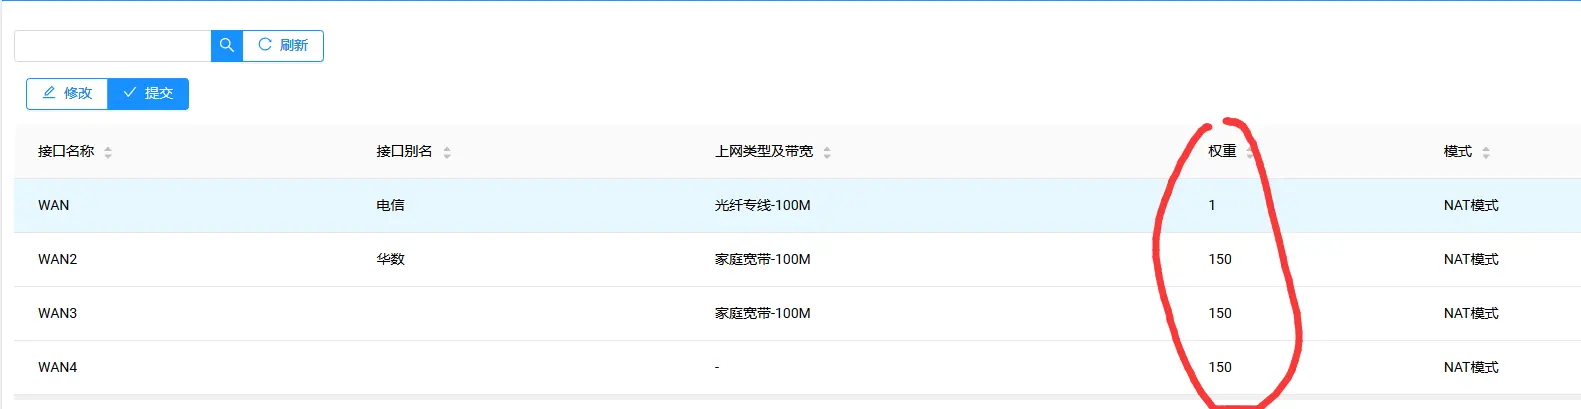 刷新
修改 提交
接口名称 接口别名 上网类型及带宽 权重 模式
WAN 电信 光纤专线-100M 1 NAT模式
WAN2 华数 家庭宽带-100M 150 NAT模式
WAN3 家庭宽带-100M 150 NAT模式
WAN4 - 150 NAT模式